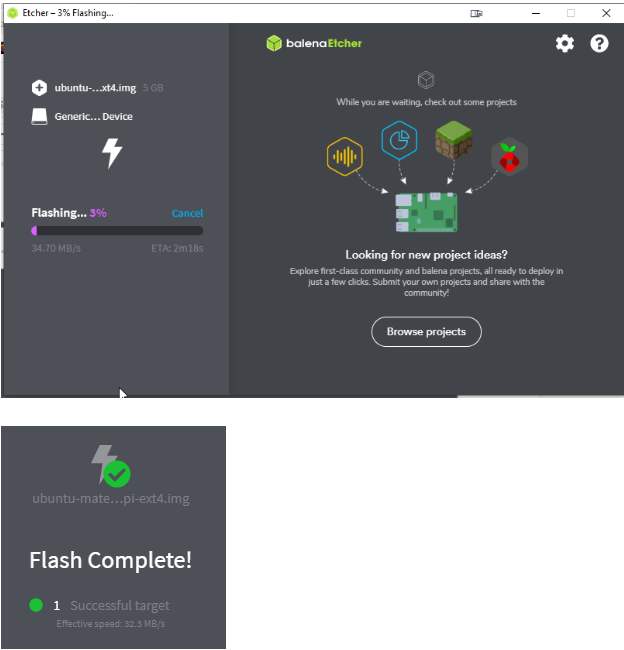 Etcher – 3% Flashing...
balenaEtcher
ubuntu-...xt4.img 5 GB
Generic... Device
While you are waiting, check out some projects
Flashing... 3%
Cancel
34.70 MB/s
ETA: 2m18s
Looking for new project ideas?
Explore first-class community and balena projects, all ready to deploy in
just a few clicks. Submit your own projects and share with the
community!
Browse projects
ubuntu-mate...pi-ext4.img
Flash Complete!
1 Successful target
Effective speed: 32.3 MB/s